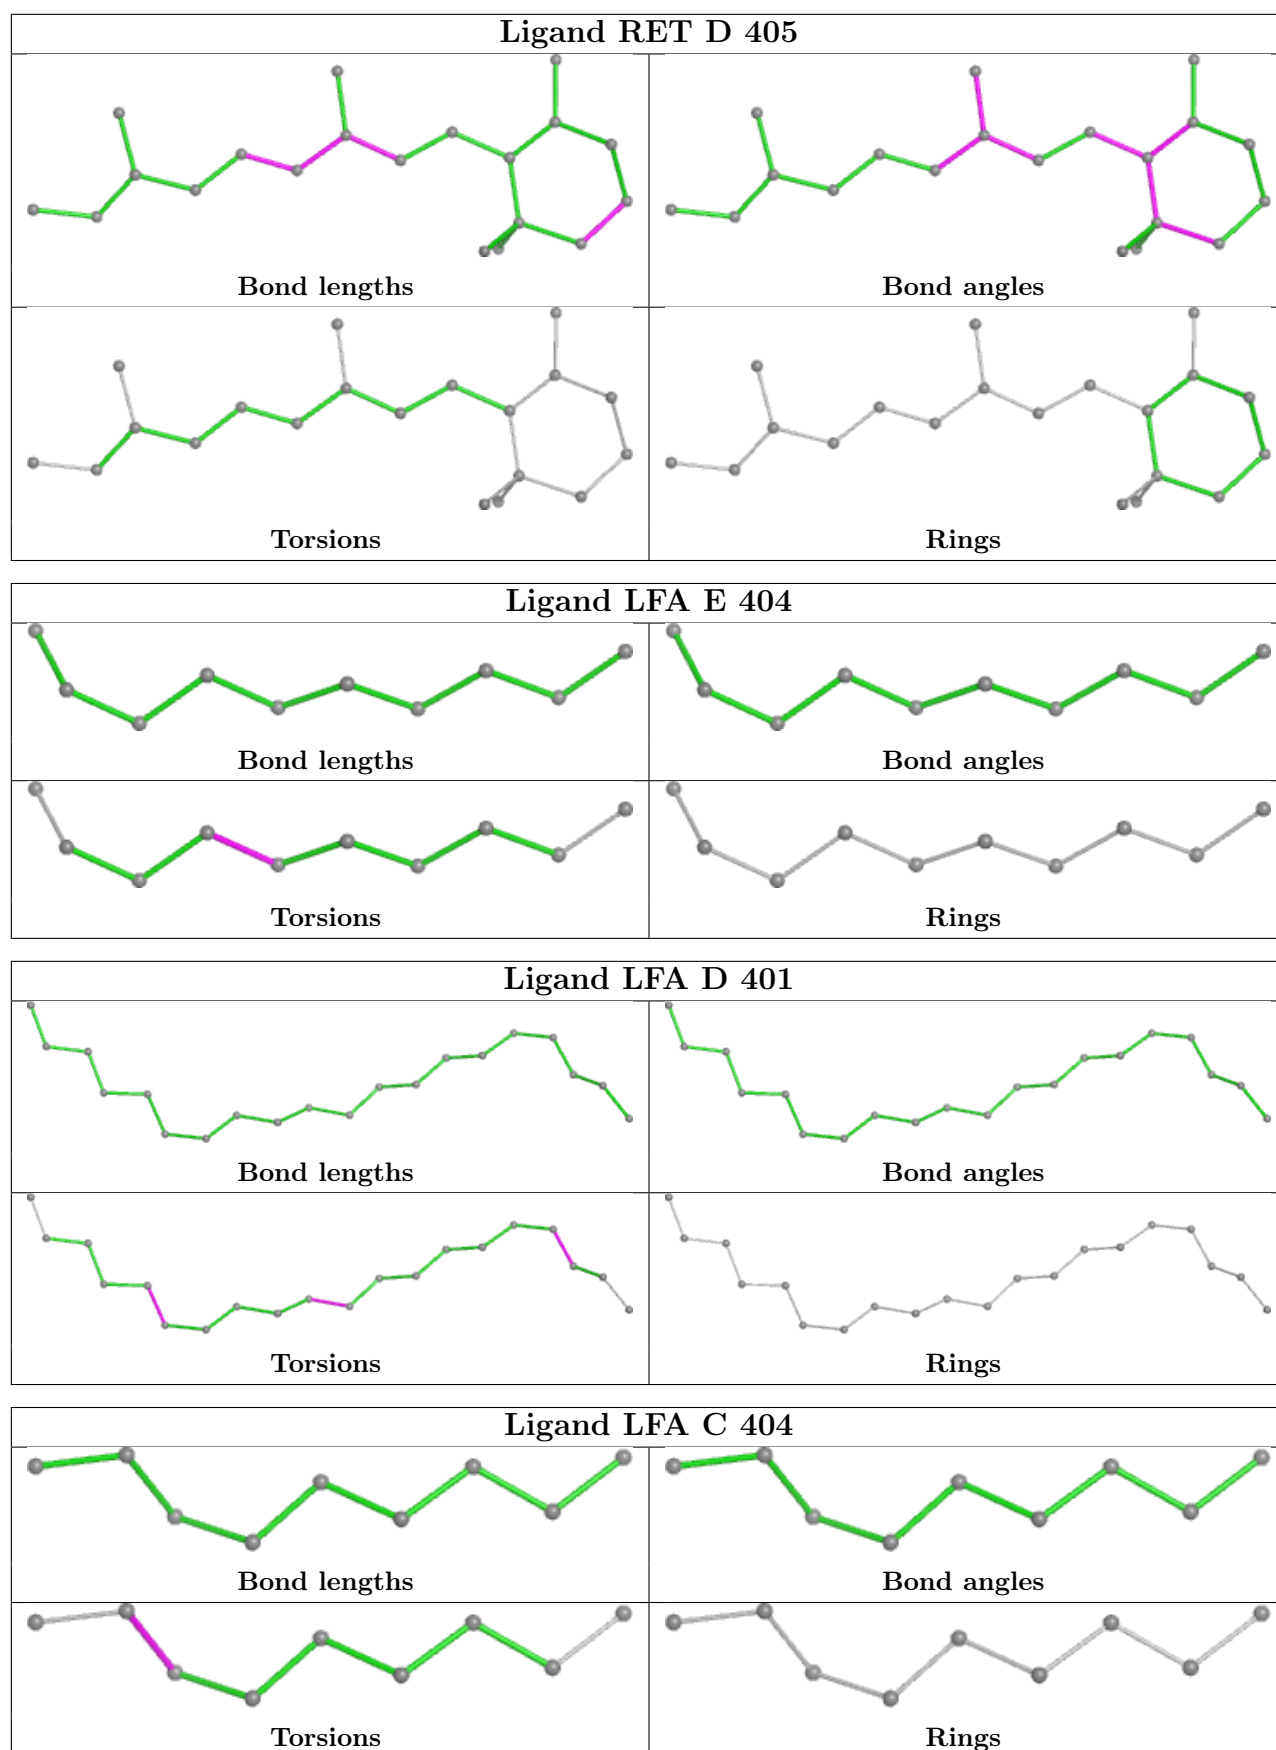 Ligand RET D 405
Bond lengths
Bond angles
Torsions
Rings
Ligand LFA E 404
Bond lengths
Bond angles
Torsions
Rings
Ligand LFA D 401
Bond lengths
Bond angles
Torsions
Rings
Ligand LFA C 404
Bond lengths
Bond angles
Torsions
Rings